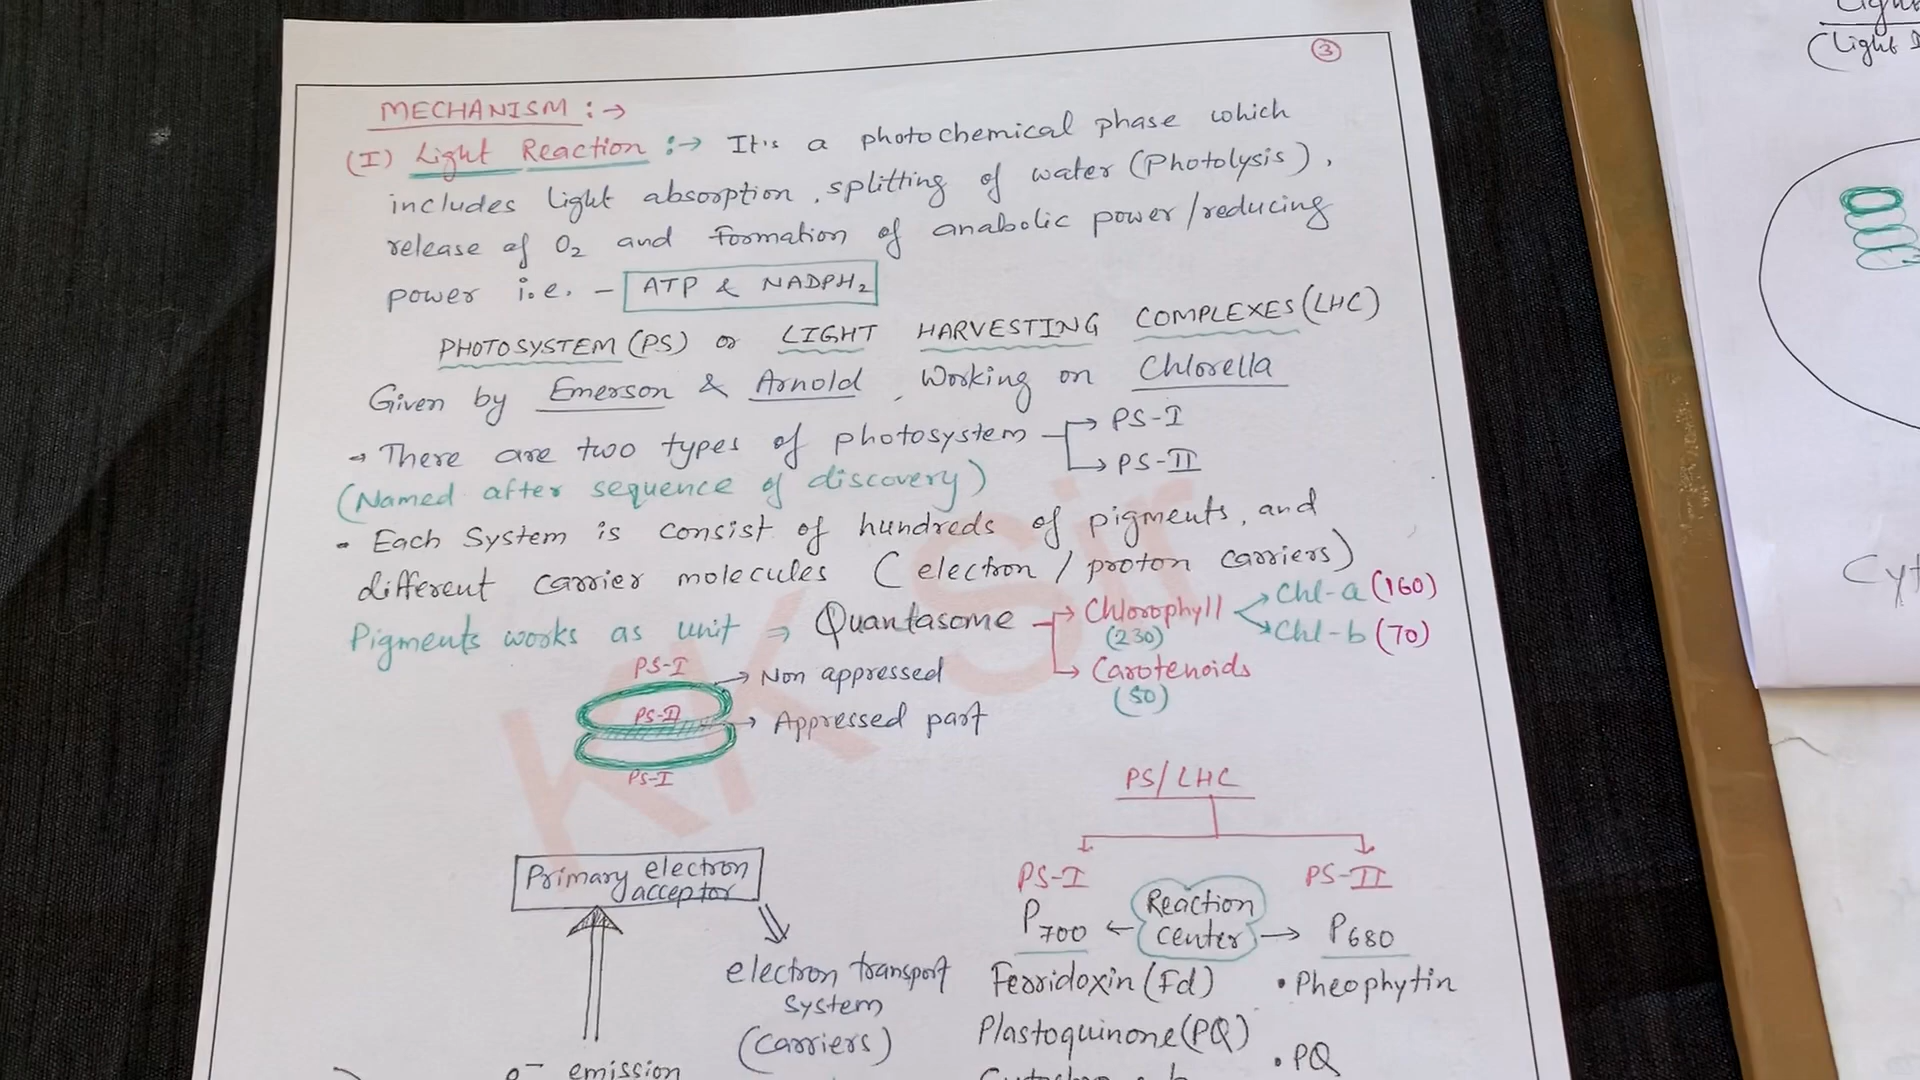 3
MECHANISM :→
(I) Light Reaction :→ It's a photochemical phase which
includes light absorption, splitting of water (Photolysis),
release of O₂ and formation of anabolic power/reducing
power i.e. – ATP & NADPH₂
PHOTOSYSTEM (PS) or LIGHT HARVESTING COMPLEXES (LHC)
Given by Emerson & Arnold, Working on Chlorella
→ There are two types of photosystem → PS-I
→ PS-II
(Named after sequence of discovery)
• Each System is consist of hundreds of pigments, and
different carrier molecules (electron / proton carriers)
Pigments works as unit → Quantasome → Chlorophyll → Chl-a (160)
(230) → Chl-b (70)
→ Carotenoids
(50)
PS-I
→ Non appressed
PS-II
→ Appressed part
PS-I
KK Sir
PS/LHC
PS-I PS-II
P700 ← Reaction center → P680
Primary electron
acceptor
electron transport
system
(carriers)
e⁻ emission
Ferridoxin (Fd)
Plastoquinone (PQ)
• Pheophytin
• PQ
Light
(Light
Cyt